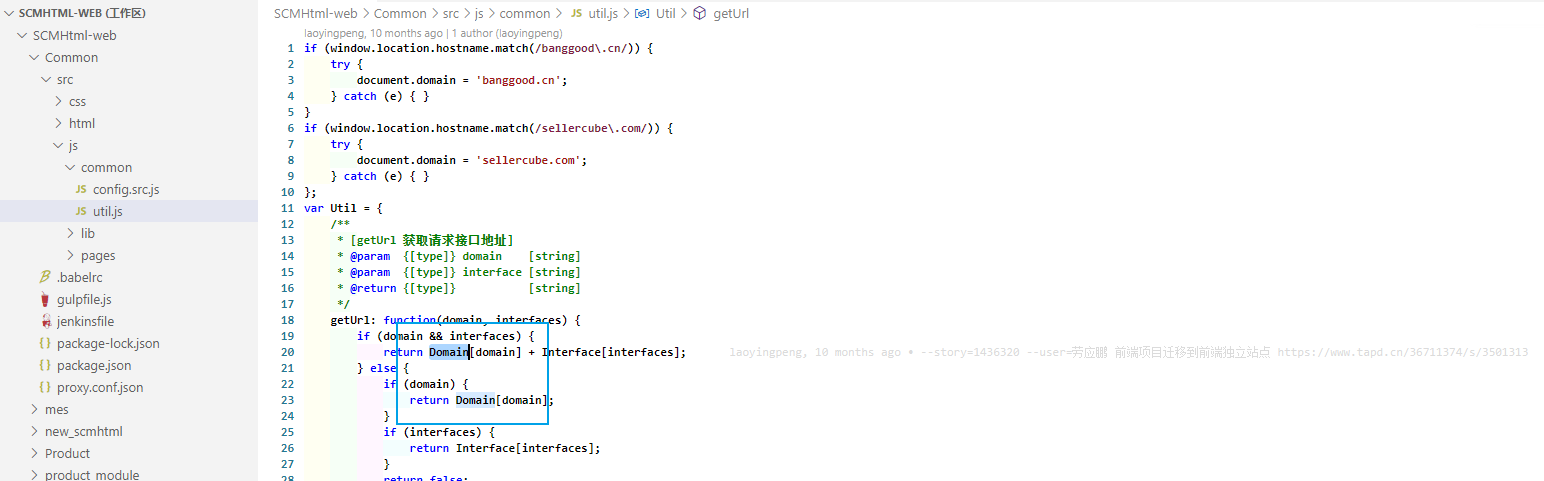 SCMHTML-WEB (工作区)
SCMHtml-web
Common
src
css
html
js
common
JS config.src.js
JS util.js
lib
pages
.babelrc
gulpfile.js
jenkinsfile
{} package-lock.json
{} package.json
{} proxy.conf.json
mes
new_scmhtml
Product
product_module
SCMHtml-web > Common > src > js > common > JS util.js > Util > getUrl
laoyingpeng, 10 months ago | 1 author (laoyingpeng)
1 if (window.location.hostname.match(/banggood\.cn/)) {
2 try {
3 document.domain = 'banggood.cn';
4 } catch (e) { }
5 }
6 if (window.location.hostname.match(/sellercube\.com/)) {
7 try {
8 document.domain = 'sellercube.com';
9 } catch (e) { }
10 };
11 var Util = {
12 /**
13 * [getUrl 获取请求接口地址]
14 * @param {[type]} domain [string]
15 * @param {[type]} interface [string]
16 * @return {[type]} [string]
17 */
18 getUrl: function(domain, interfaces) {
19 if (domain && interfaces) {
20 return Domain[domain] + Interface[interfaces]; laoyingpeng, 10 months ago • --story=1436320 --user=劳应鹏 前端项目迁移到前端独立站点 https://www.tapd.cn/36711374/s/3501313
21 } else {
22 if (domain) {
23 return Domain[domain];
24 }
25 if (interfaces) {
26 return Interface[interfaces];
27 }
28 return false;